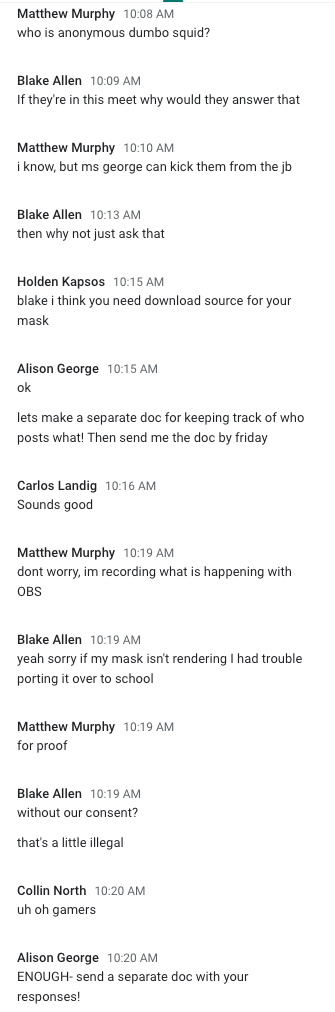 Matthew Murphy 10:08 AM
who is anonymous dumbo squid?
Blake Allen 10:09 AM
If they're in this meet why would they answer that
Matthew Murphy 10:10 AM
i know, but ms george can kick them from the jb
Blake Allen 10:13 AM
then why not just ask that
Holden Kapsos 10:15 AM
blake i think you need download source for your
mask
Alison George 10:15 AM
ok
lets make a separate doc for keeping track of who
posts what! Then send me the doc by friday
Carlos Landig 10:16 AM
Sounds good
Matthew Murphy 10:19 AM
dont worry, im recording what is happening with
OBS
Blake Allen 10:19 AM
yeah sorry if my mask isn't rendering I had trouble
porting it over to school
Matthew Murphy 10:19 AM
for proof
Blake Allen 10:19 AM
without our consent?
that's a little illegal
Collin North 10:20 AM
uh oh gamers
Alison George 10:20 AM
ENOUGH- send a separate doc with your
responses!